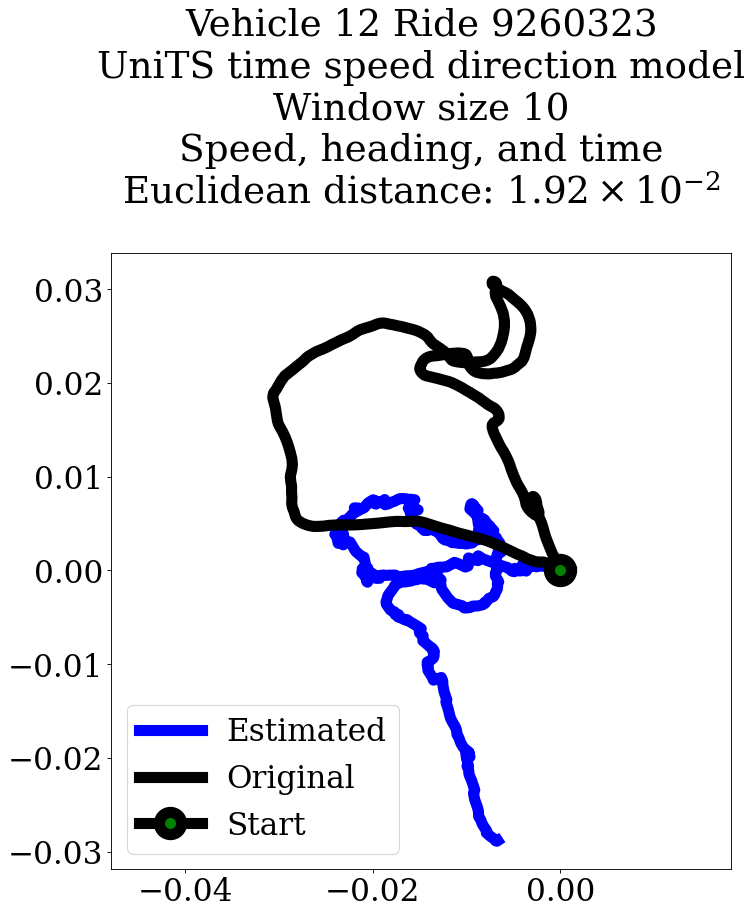 Vehicle 12 Ride 9260323
UniTS time speed direction model
Window size 10
Speed, heading, and time
Euclidean distance: 1.92 × 10⁻²
0.03
0.02
0.01
0.00
−0.01
−0.02
−0.03
Estimated
Original
Start
−0.04 −0.02 0.00